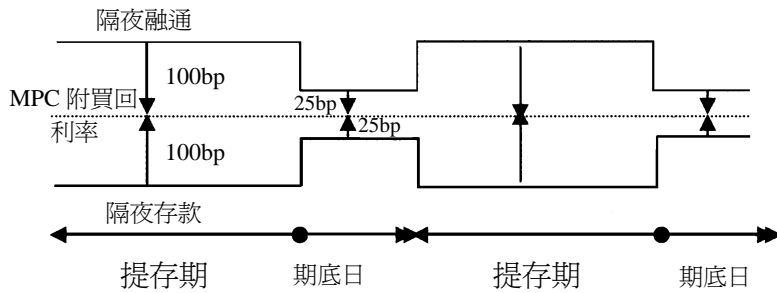 隔夜融通
100bp
MPC 附買回
25bp
25bp
利率
100bp
隔夜存款
提存期
期底日
提存期
期底日